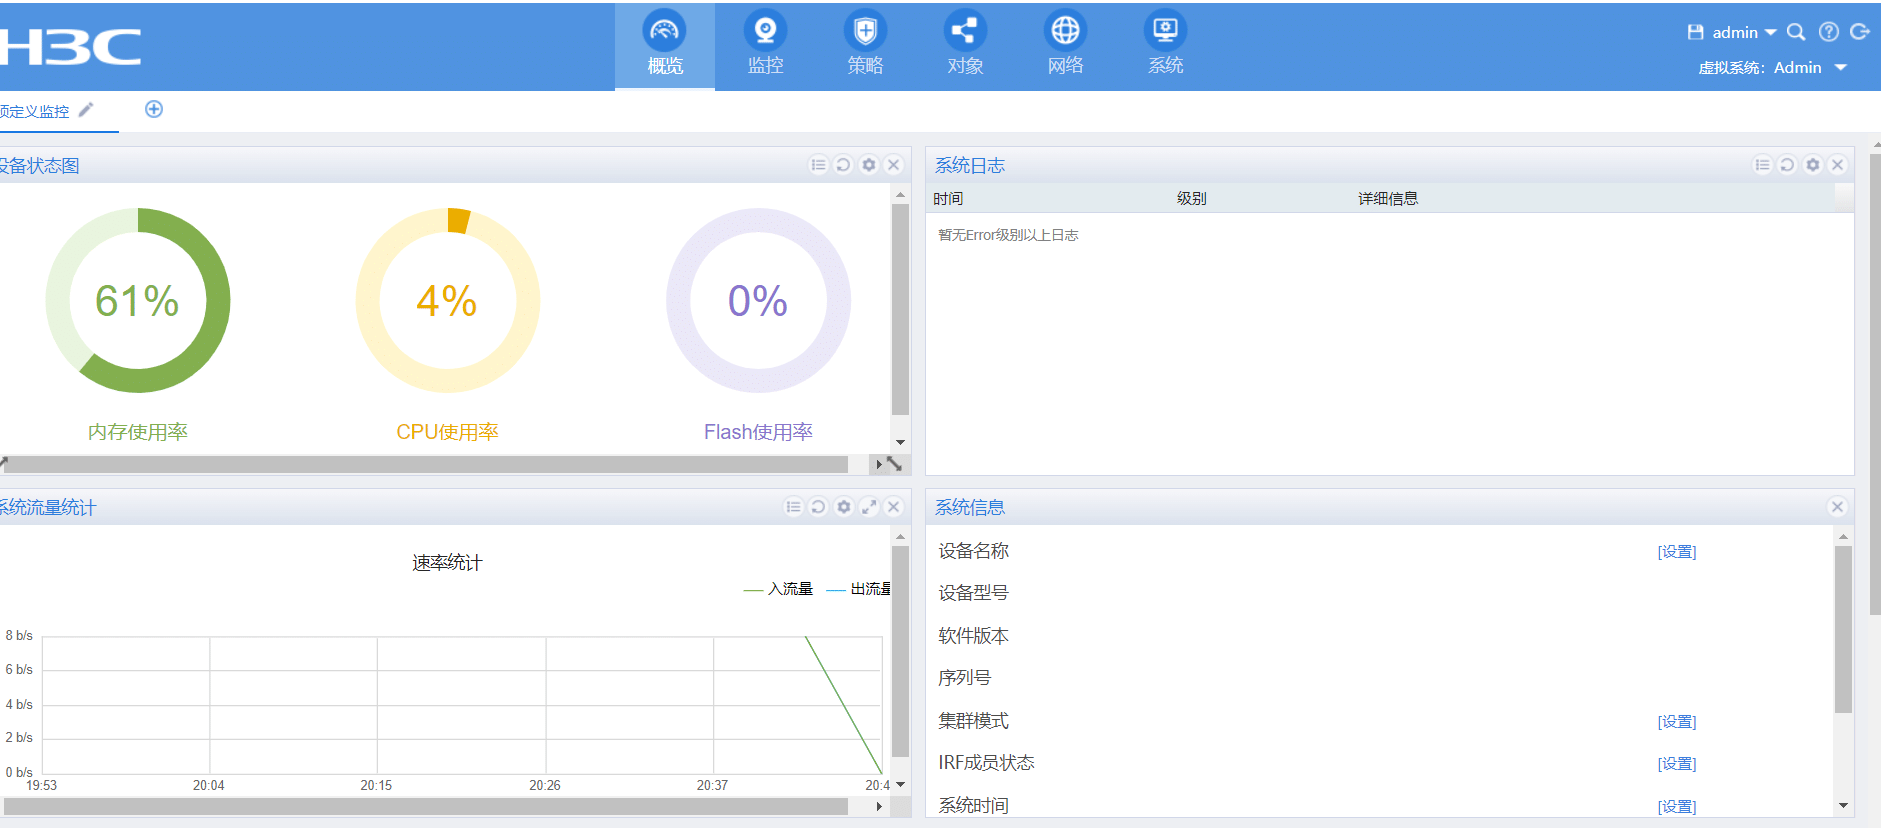 H3C
概览
监控
策略
对象
网络
系统
admin
虚拟系统：Admin
预定义监控
设备状态图
61%
4%
0%
内存使用率
CPU使用率
Flash使用率
系统日志
时间 级别 详细信息
暂无Error级别以上日志
系统流量统计
速率统计
入流量 出流量
8 b/s
6 b/s
4 b/s
2 b/s
0 b/s
19:53 20:04 20:15 20:26 20:37 20:4
系统信息
设备名称 [设置]
设备型号
软件版本
序列号
集群模式 [设置]
IRF成员状态 [设置]
系统时间 [设置]